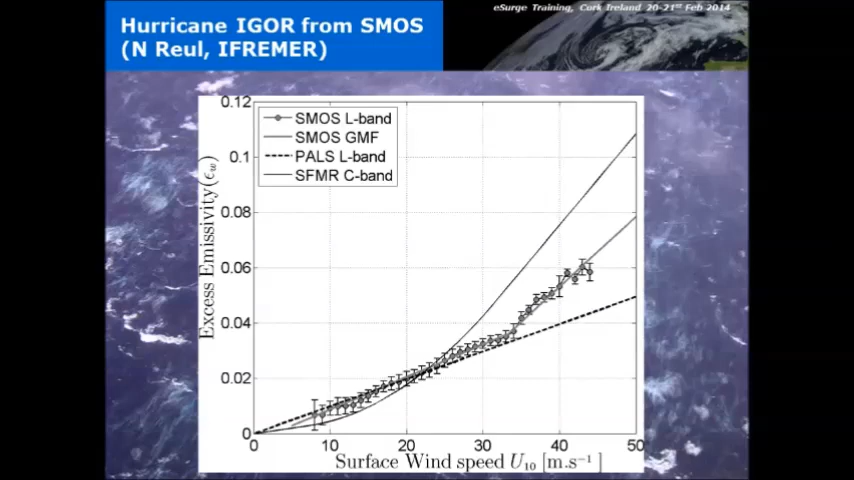 eSurge Training, Cork Ireland 20-21st Feb 2014
Hurricane IGOR from SMOS
(N Reul, IFREMER)
0.12
0.1
0.08
0.06
0.04
0.02
0
Excess Emissivity(ϵw)
SMOS L-band
SMOS GMF
PALS L-band
SFMR C-band
0 10 20 30 40 50
Surface Wind speed U10 [m.s−1]